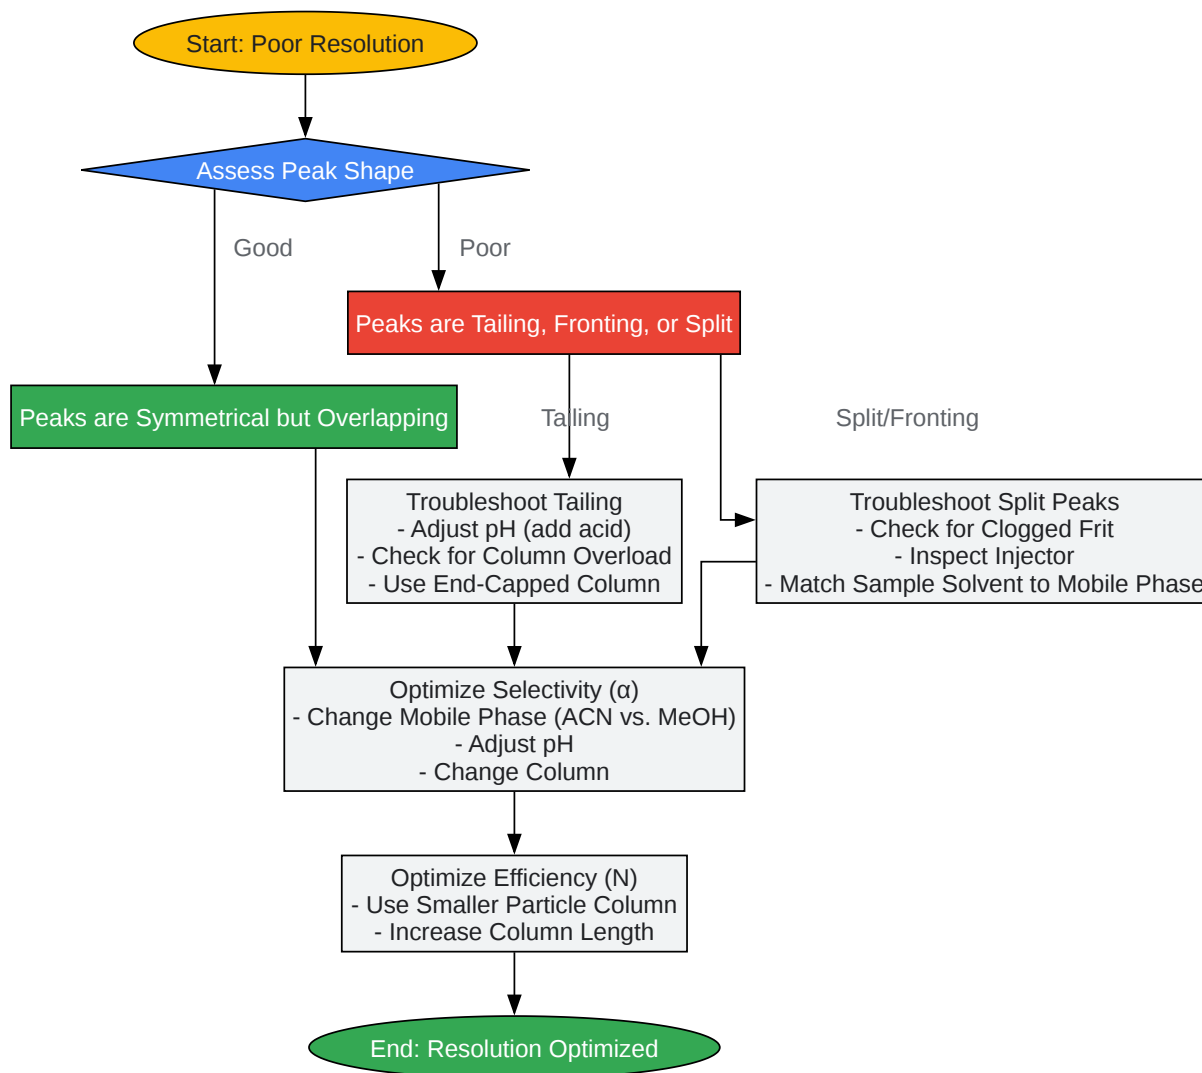 Start: Poor Resolution
Assess Peak Shape
Good
Poor
Peaks are Tailing, Fronting, or Split
Peaks are Symmetrical but Overlapping
Tailing
Split/Fronting
Troubleshoot Tailing
- Adjust pH (add acid)
- Check for Column Overload
- Use End-Capped Column
Troubleshoot Split Peaks
- Check for Clogged Frit
- Inspect Injector
- Match Sample Solvent to Mobile Phase
Optimize Selectivity (α)
- Change Mobile Phase (ACN vs. MeOH)
- Adjust pH
- Change Column
Optimize Efficiency (N)
- Use Smaller Particle Column
- Increase Column Length
End: Resolution Optimized